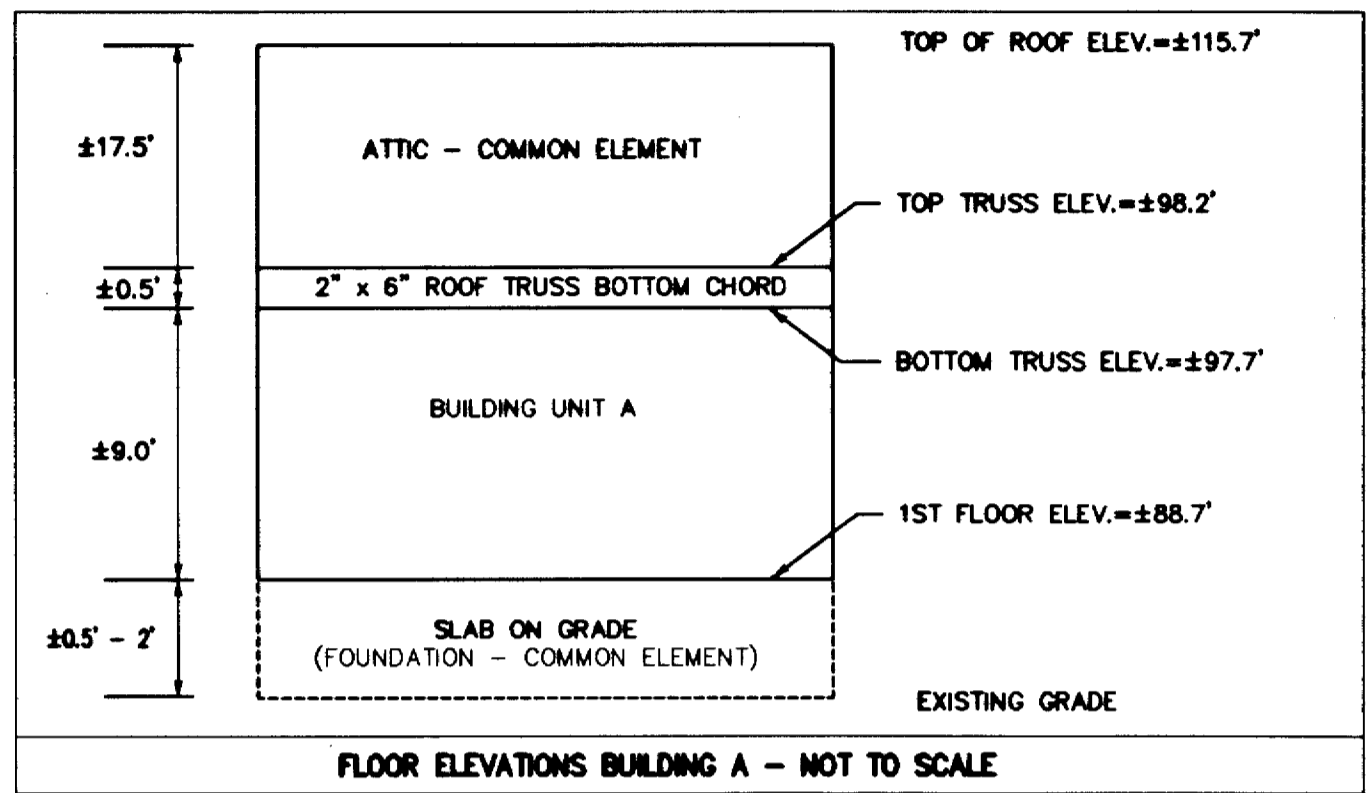 TOP OF ROOF ELEV.=±115.7'
±17.5'
ATTIC - COMMON ELEMENT
TOP TRUSS ELEV.=±98.2'
±0.5'
2" x 6" ROOF TRUSS BOTTOM CHORD
BOTTOM TRUSS ELEV.=±97.7'
BUILDING UNIT A
±9.0'
1ST FLOOR ELEV.=±88.7'
±0.5' - 2'
SLAB ON GRADE
(FOUNDATION - COMMON ELEMENT)
EXISTING GRADE
FLOOR ELEVATIONS BUILDING A - NOT TO SCALE